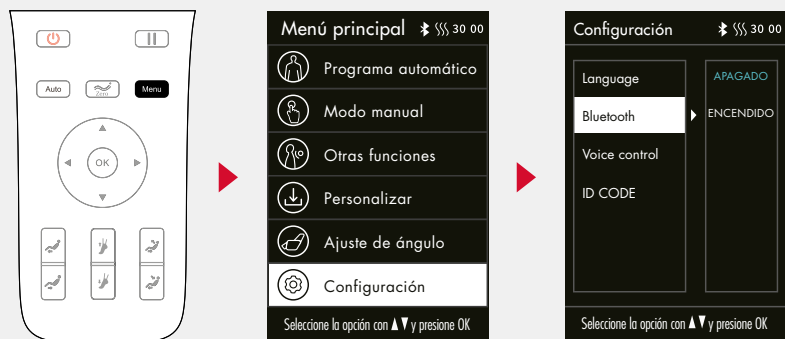 Auto
Zero
Menu
OK
Menú principal 30 00
Programa automático
Modo manual
Otras funciones
Personalizar
Ajuste de ángulo
Configuración
Seleccione la opción con ▲▼ y presione OK
Configuración 30 00
Language
Bluetooth
Voice control
ID CODE
APAGADO
ENCENDIDO
Seleccione la opción con ▲▼ y presione OK